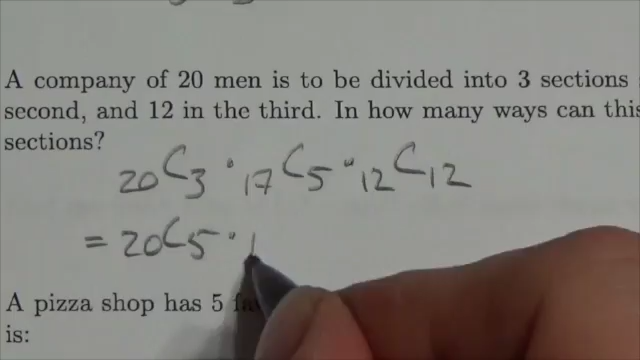 A company of 20 men is to be divided into 3 sections
second, and 12 in the third. In how many ways can this
sections?
20C3 · 17C5 · 12C12
= 20C5 ·
A pizza shop has 5
is: